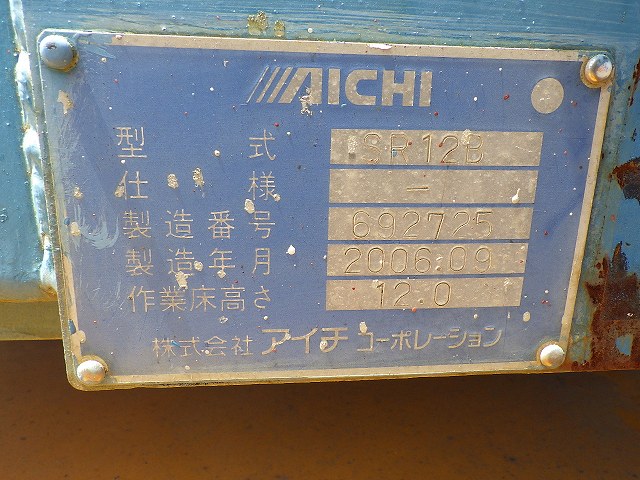 AICHI
型式 SR12B
仕様 —
製造番号 692725
製造年月 2006.09
作業床高さ 12.0
株式会社 アイチ コーポレーション